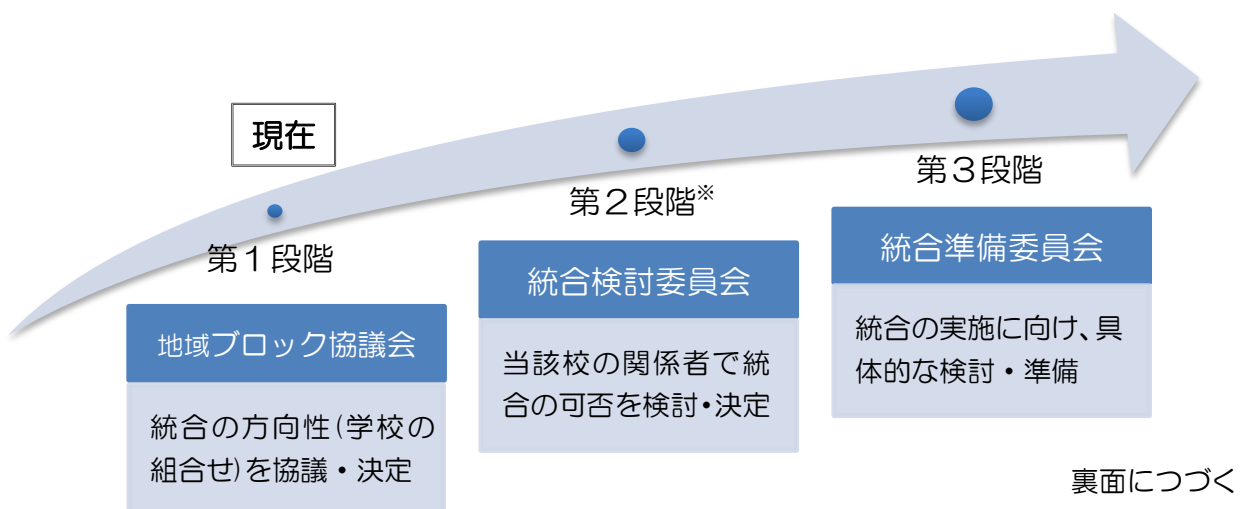 現在
第１段階
地域ブロック協議会
統合の方向性(学校の
組合せ)を協議・決定
第２段階※
統合検討委員会
当該校の関係者で統
合の可否を検討・決定
第３段階
統合準備委員会
統合の実施に向け、具
体的な検討・準備
裏面につづく